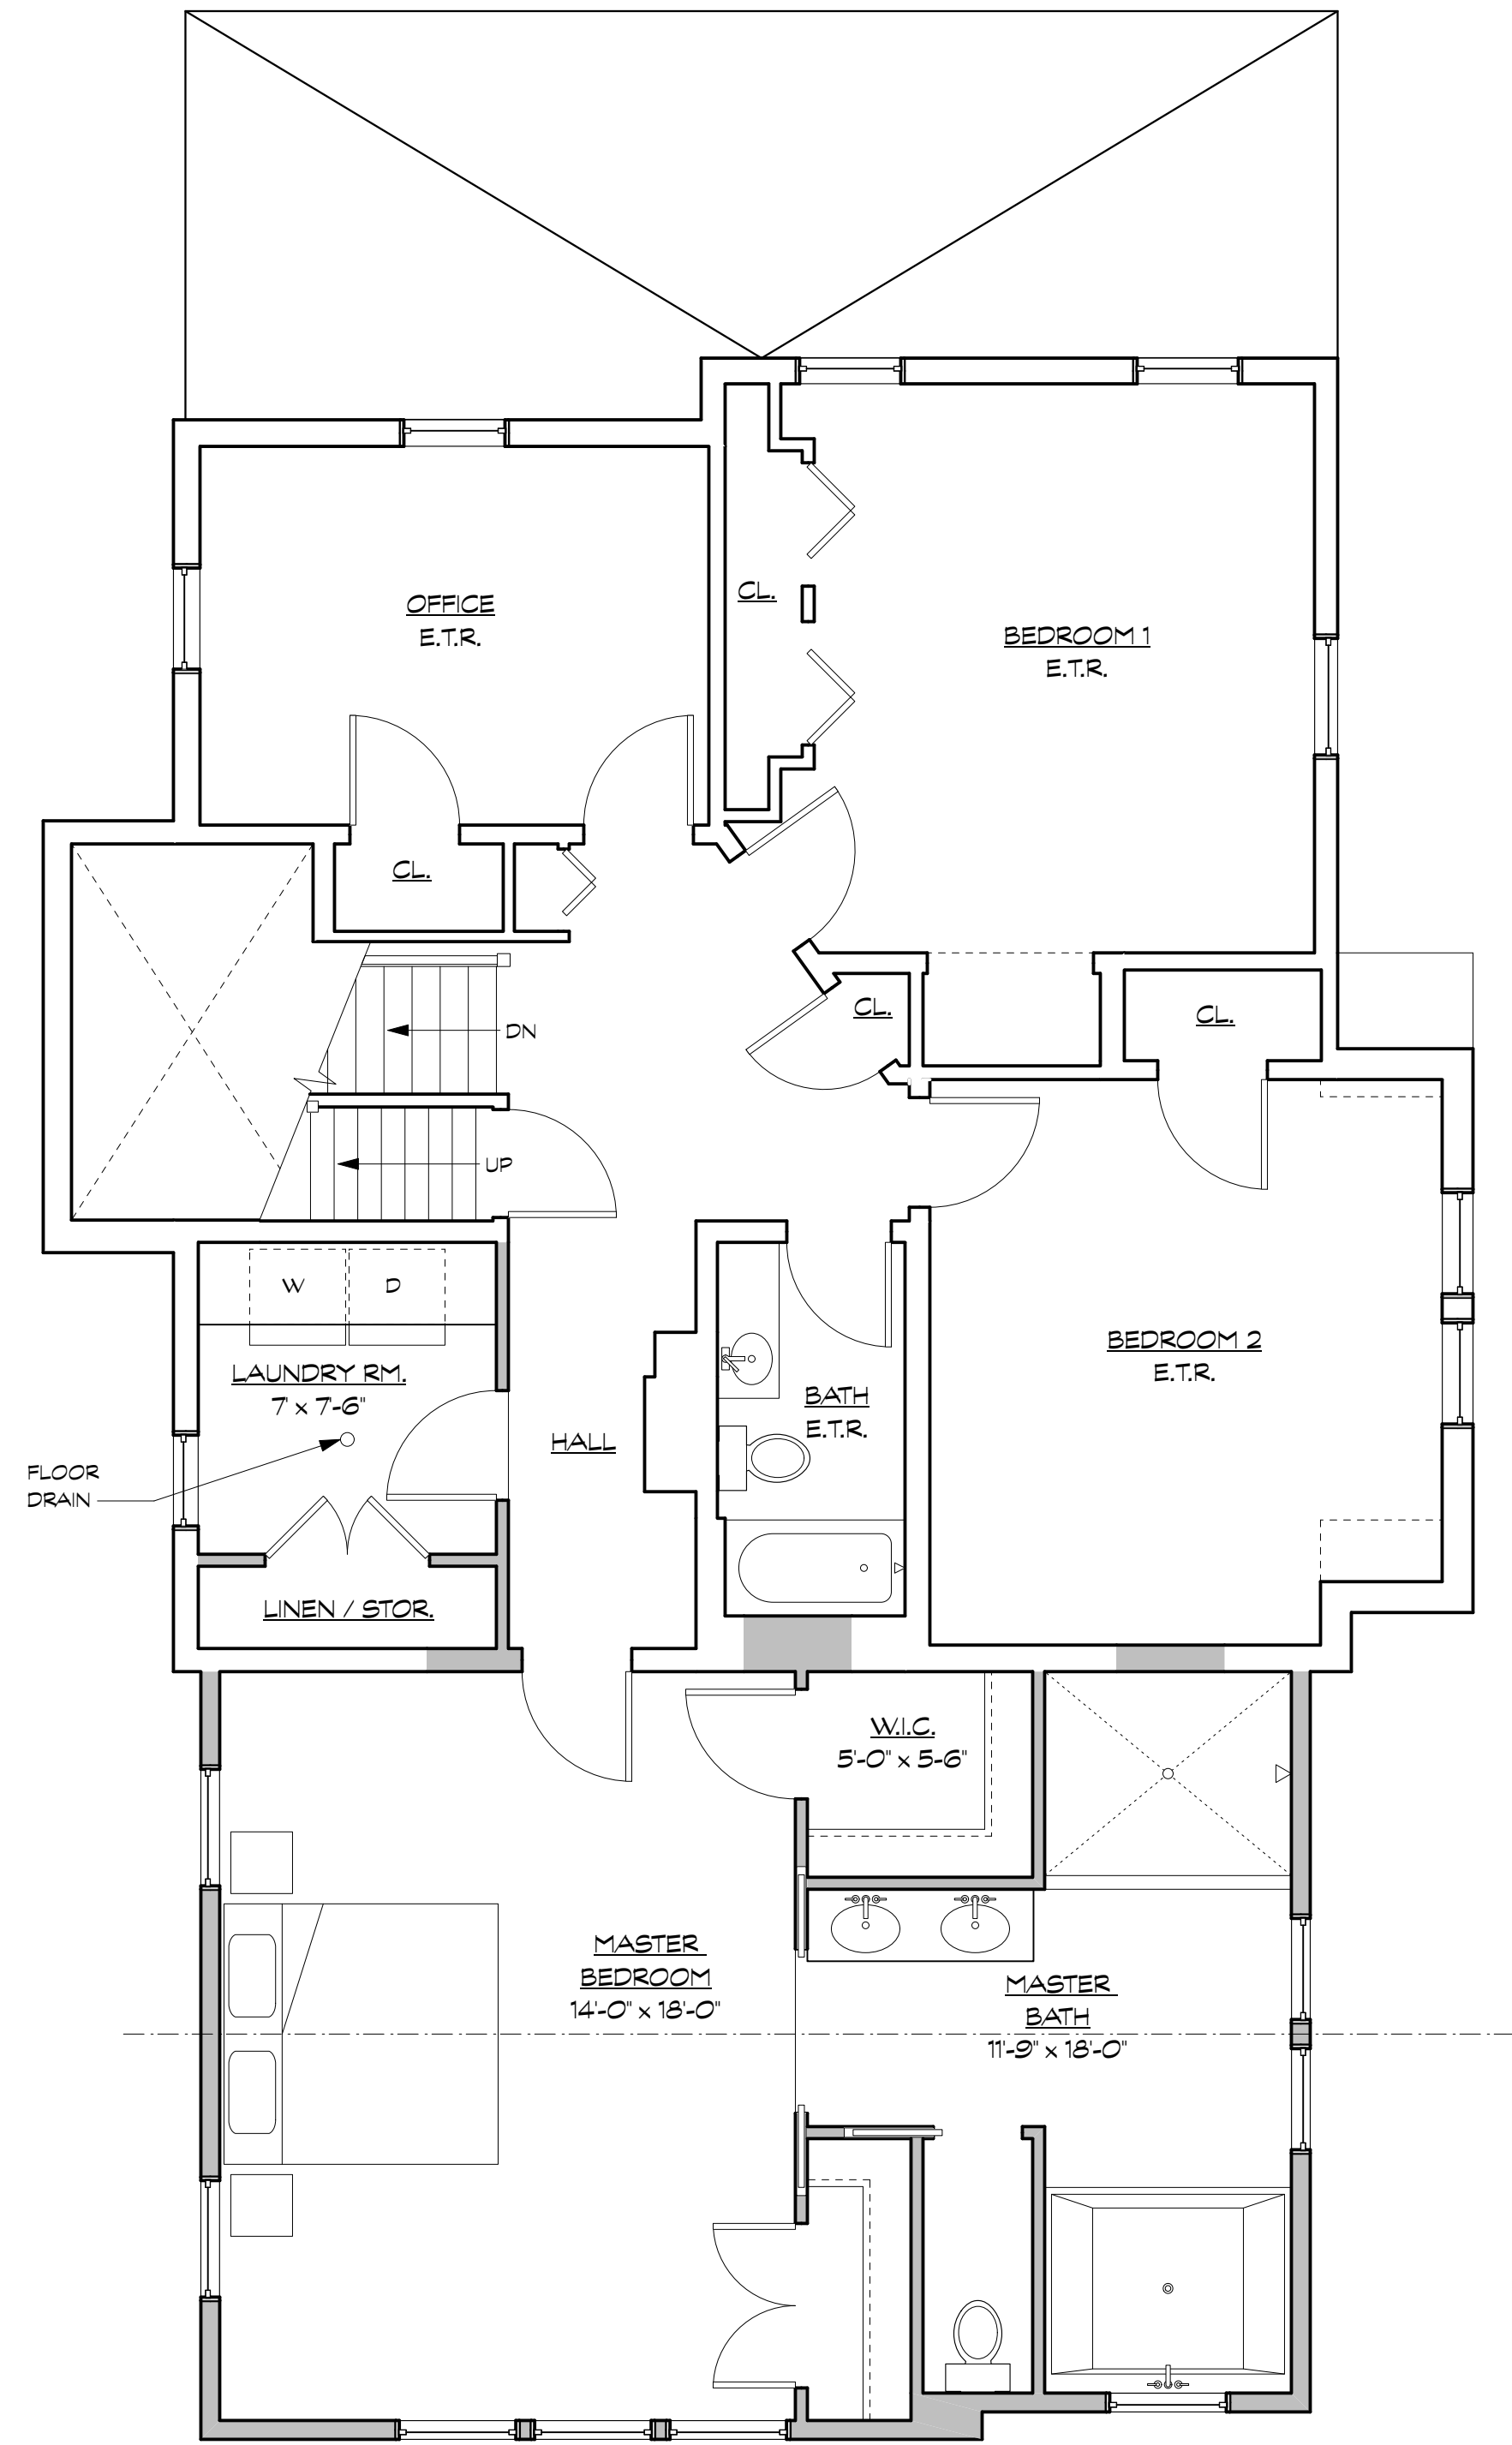 OFFICE
E.T.R.
CL.
BEDROOM 1
E.T.R.
CL.
CL.
CL.
DN
UP
W
D
LAUNDRY RM.
7' x 7'-6"
FLOOR
DRAIN
HALL
BATH
E.T.R.
BEDROOM 2
E.T.R.
LINEN / STOR.
W.I.C.
5'-0" x 5'-6"
MASTER
BEDROOM
14'-0" x 18'-0"
MASTER
BATH
11'-9" x 18'-0"